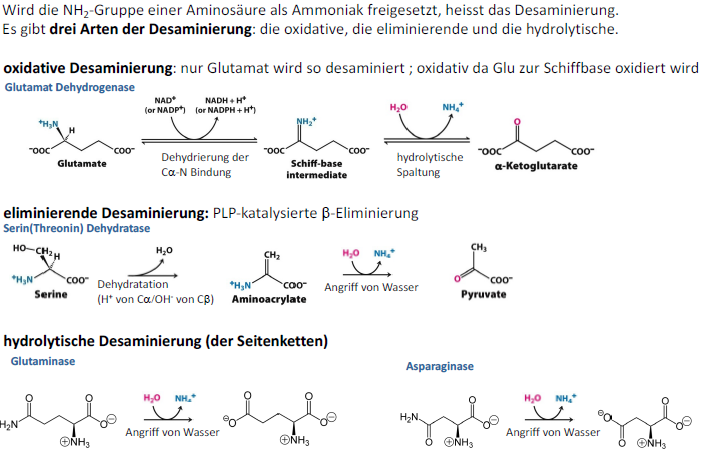 Wird die NH₂-Gruppe einer Aminosäure als Ammoniak freigesetzt, heisst das Desaminierung.
Es gibt drei Arten der Desaminierung: die oxidative, die eliminierende und die hydrolytische.
oxidative Desaminierung: nur Glutamat wird so desaminiert ; oxidativ da Glu zur Schiffbase oxidiert wird
Glutamat Dehydrogenase
NAD⁺ NADH + H⁺
(or NADP⁺) (or NADPH + H⁺)
H₂O NH₄⁺
⁺H₃N H
NH₂⁺
O
⁻OOC COO⁻
Glutamate
Dehydrierung der
Cα-N Bindung
⁻OOC COO⁻
Schiff-base
intermediate
hydrolytische
Spaltung
⁻OOC COO⁻
α-Ketoglutarate
eliminierende Desaminierung: PLP-katalysierte β-Eliminierung
Serin(Threonin) Dehydratase
HO CH₂ H
⁺H₃N COO⁻
Serine
H₂O
Dehydratation
(H⁺ von Cα/OH⁻ von Cβ)
CH₂
⁺H₃N COO⁻
Aminoacrylate
H₂O NH₄⁺
Angriff von Wasser
CH₃
O COO⁻
Pyruvate
hydrolytische Desaminierung (der Seitenketten)
Glutaminase
Asparaginase
O O
H₂N O⊖
⊕NH₃
H₂O NH₄⁺
Angriff von Wasser
O O
⊖O O⊖
⊕NH₃
O
H₂N O⊖
O ⊕NH₃
H₂O NH₄⁺
Angriff von Wasser
O
⊖O O⊖
O ⊕NH₃